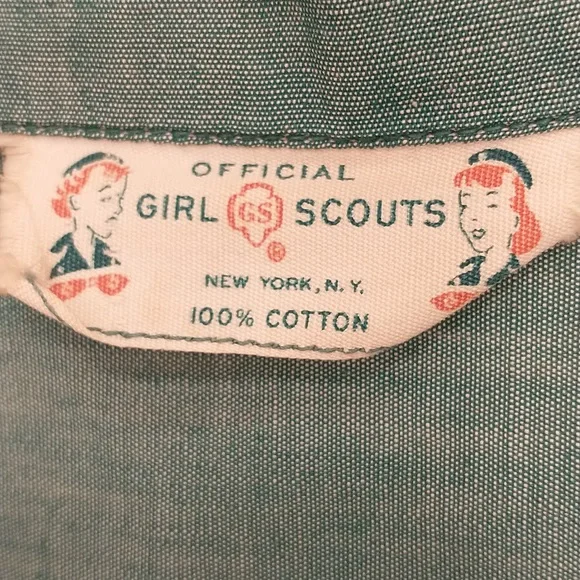 OFFICIAL
GIRL GS SCOUTS
®
NEW YORK, N.Y.
100% COTTON